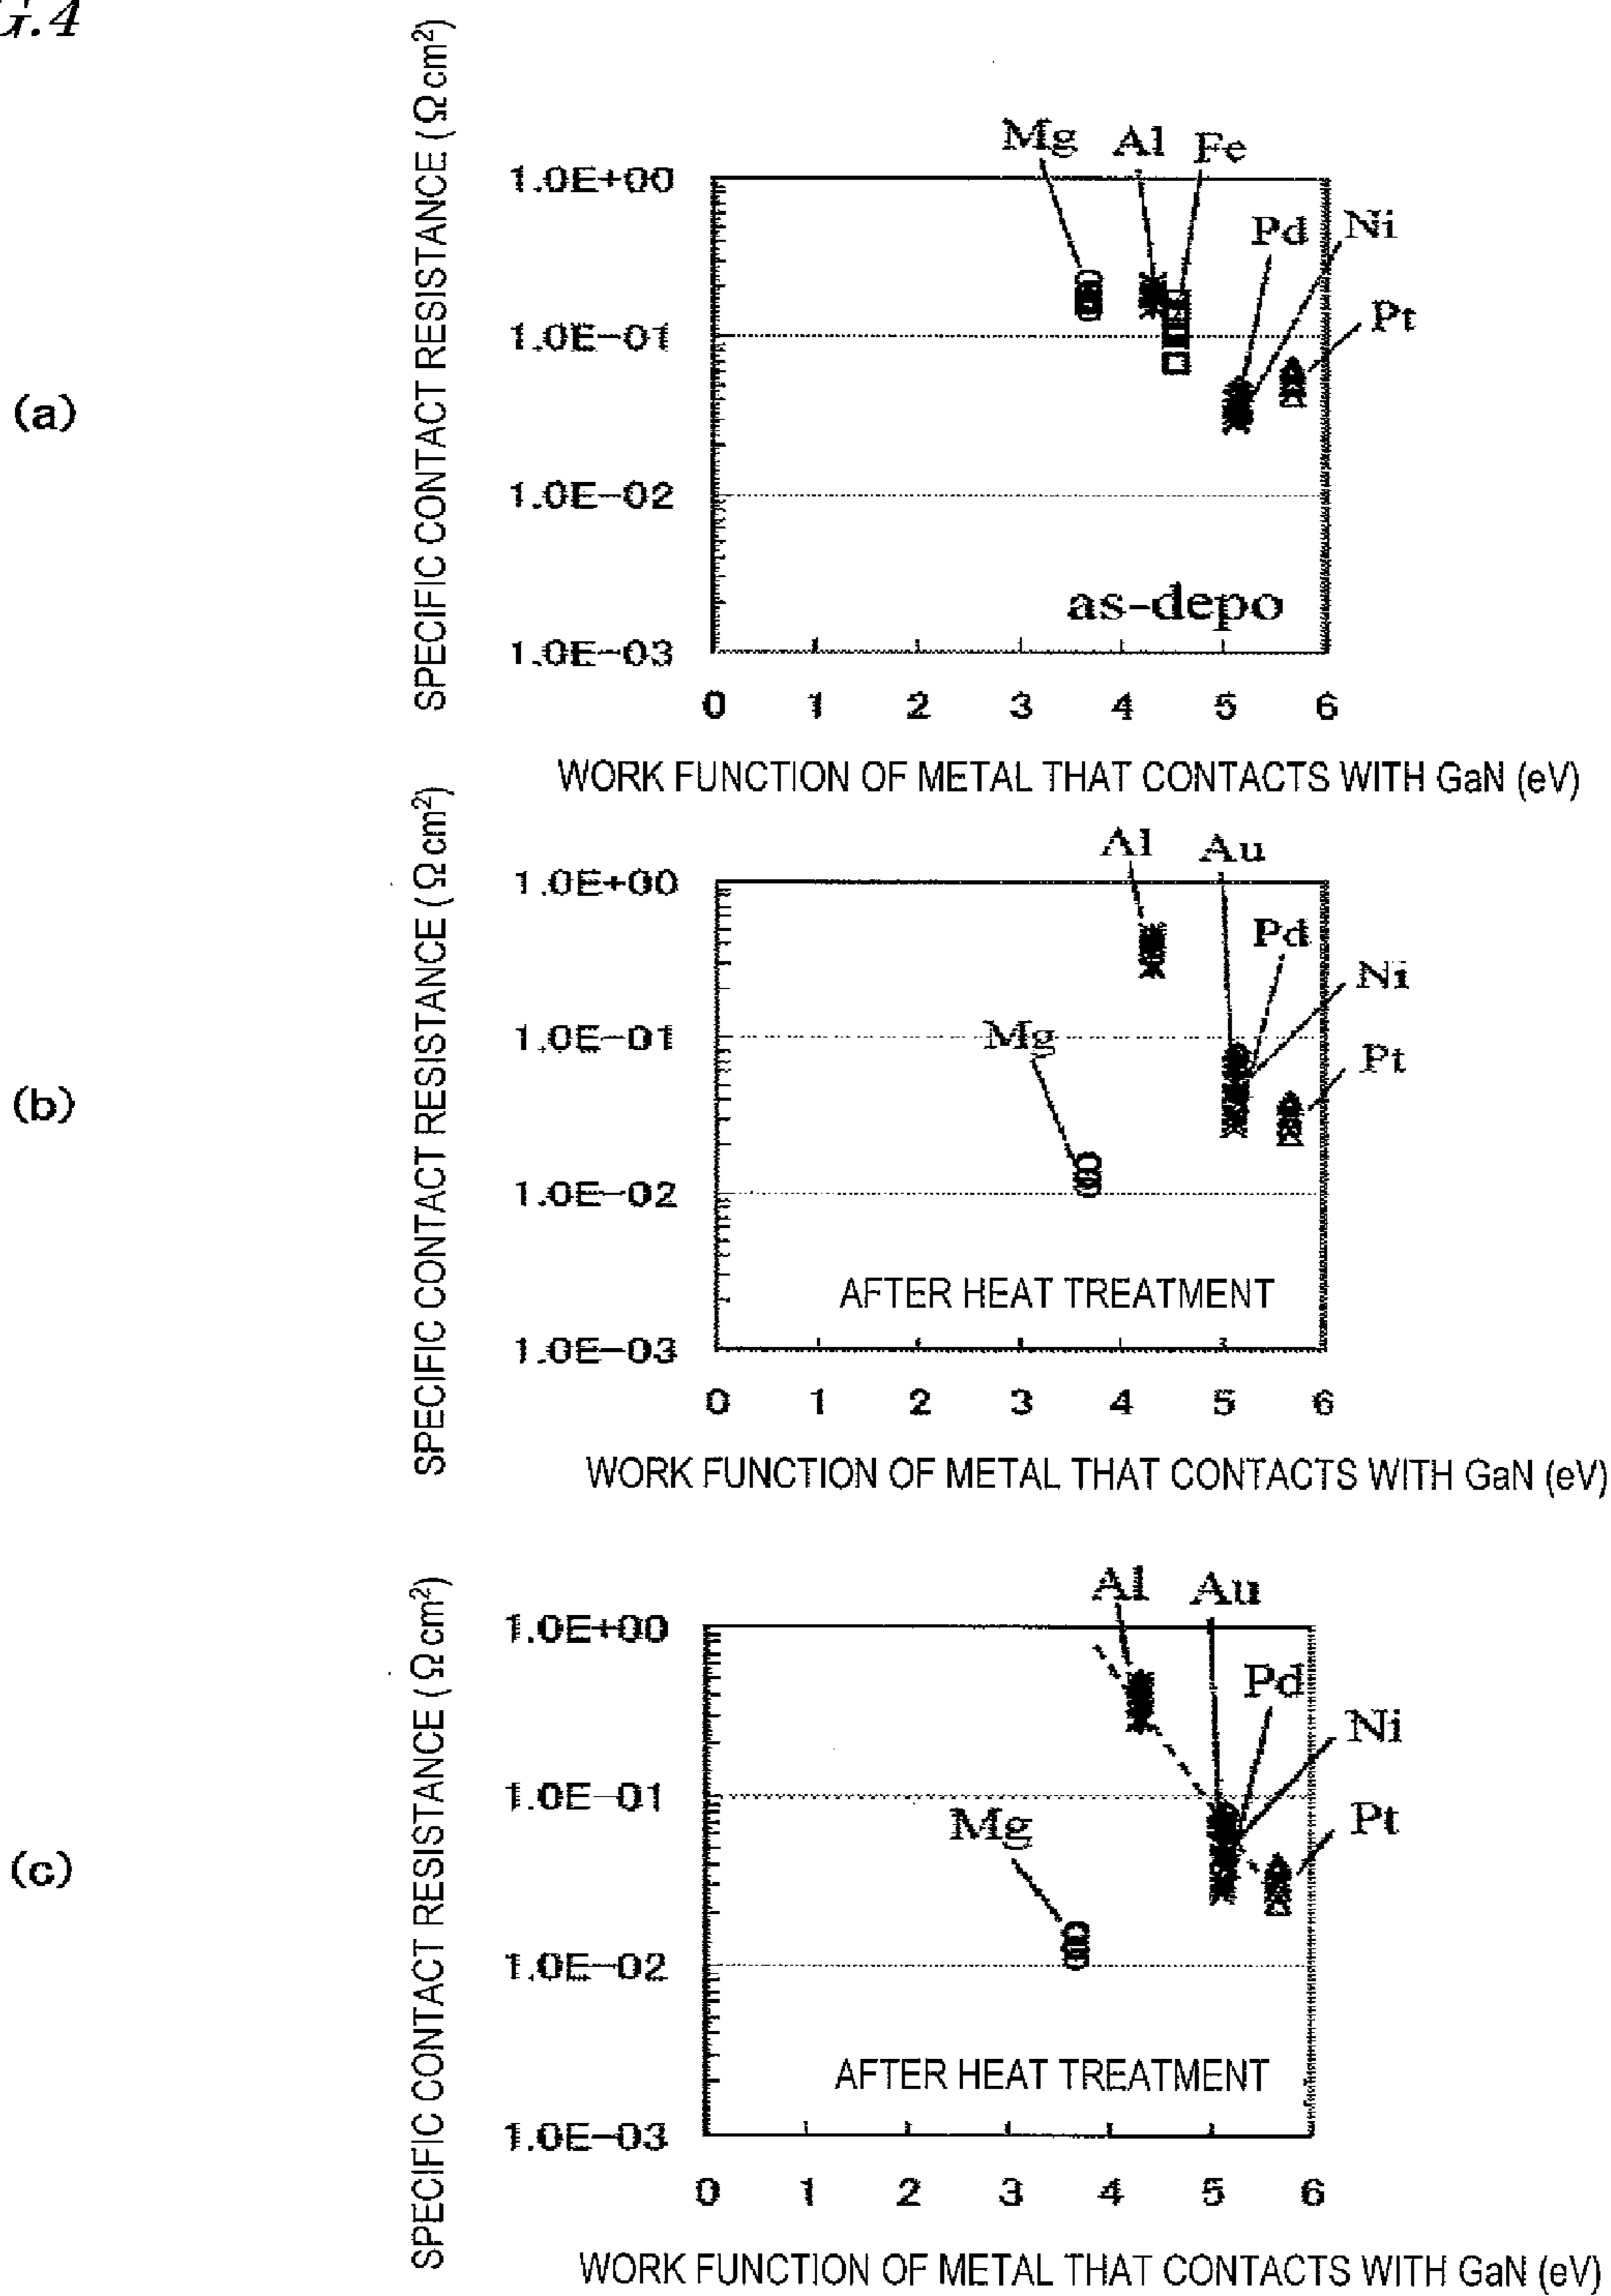 G.4
(a)
SPECIFIC CONTACT RESISTANCE (Ωcm²)
Mg Al Fe
Pd Ni
Pt
1.0E+00
1.0E-01
1.0E-02
1.0E-03
as-depo
0 1 2 3 4 5 6
WORK FUNCTION OF METAL THAT CONTACTS WITH GaN (eV)
(b)
SPECIFIC CONTACT RESISTANCE (Ωcm²)
Al Au
Pd
Ni
Mg
Pt
1.0E+00
1.0E-01
1.0E-02
1.0E-03
AFTER HEAT TREATMENT
0 1 2 3 4 5 6
WORK FUNCTION OF METAL THAT CONTACTS WITH GaN (eV)
(c)
SPECIFIC CONTACT RESISTANCE (Ωcm²)
Al Au
Pd
Ni
Mg
Pt
1.0E+00
1.0E-01
1.0E-02
1.0E-03
AFTER HEAT TREATMENT
0 1 2 3 4 5 6
WORK FUNCTION OF METAL THAT CONTACTS WITH GaN (eV)